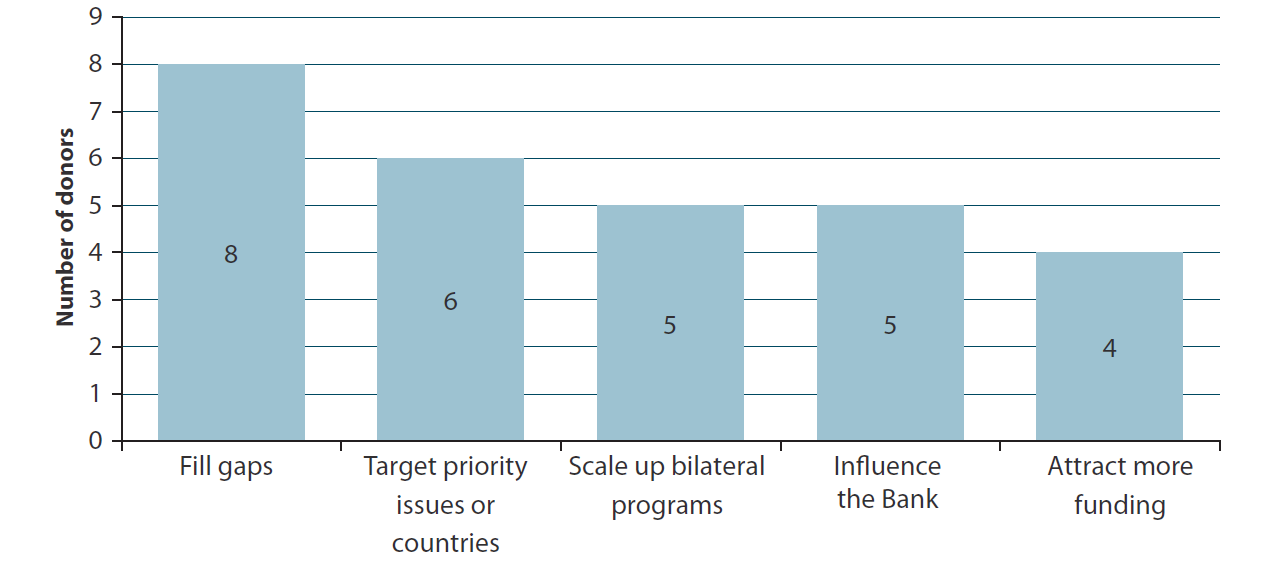 9
8
7
6
5
4
3
2
1
0
Number of donors
8
6
5
5
4
Fill gaps
Target priority
issues or
countries
Scale up bilateral
programs
Influence
the Bank
Attract more
funding